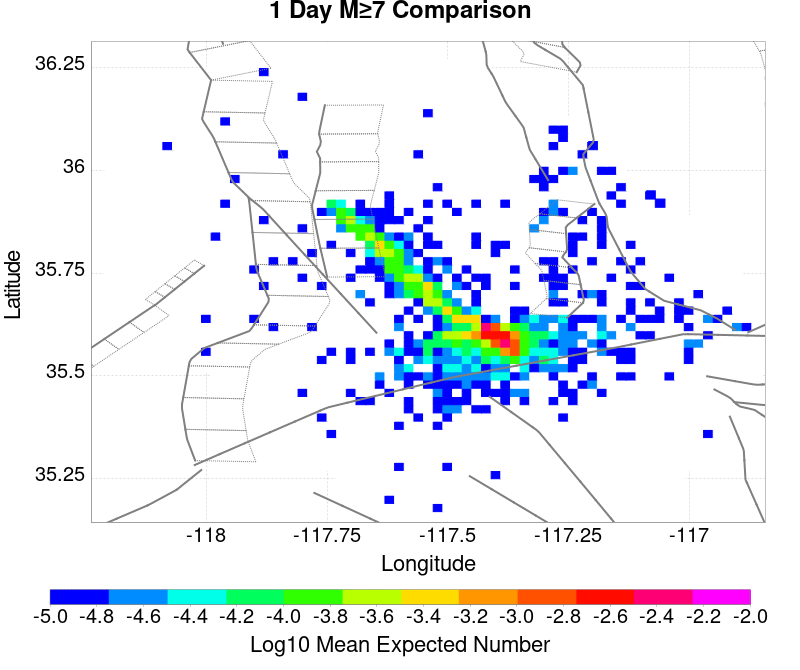 1 Day M≥7 Comparison
36.25
36
35.75
35.5
35.25
Latitude
-118
-117.75
-117.5
-117.25
-117
Longitude
-5.0 -4.8 -4.6 -4.4 -4.2 -4.0 -3.8 -3.6 -3.4 -3.2 -3.0 -2.8 -2.6 -2.4 -2.2 -2.0
Log10 Mean Expected Number